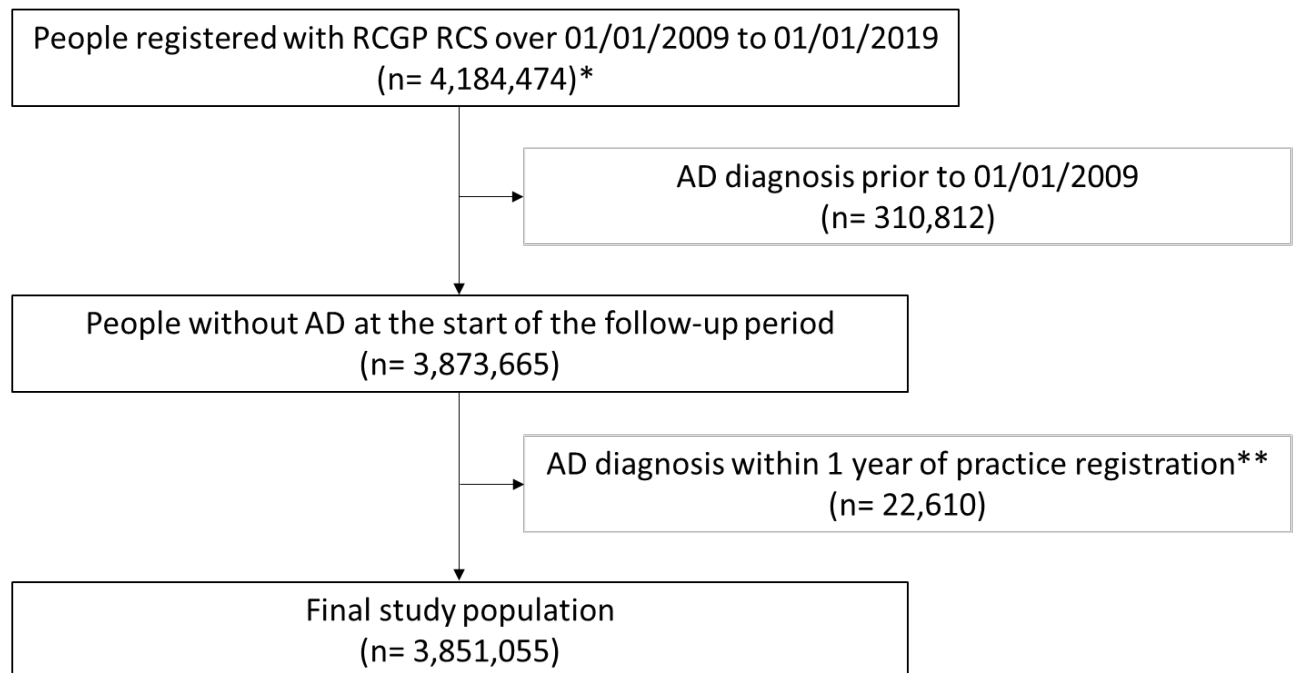 People registered with RCGP RCS over 01/01/2009 to 01/01/2019
(n= 4,184,474)*
AD diagnosis prior to 01/01/2009
(n= 310,812)
People without AD at the start of the follow-up period
(n= 3,873,665)
AD diagnosis within 1 year of practice registration**
(n= 22,610)
Final study population
(n= 3,851,055)